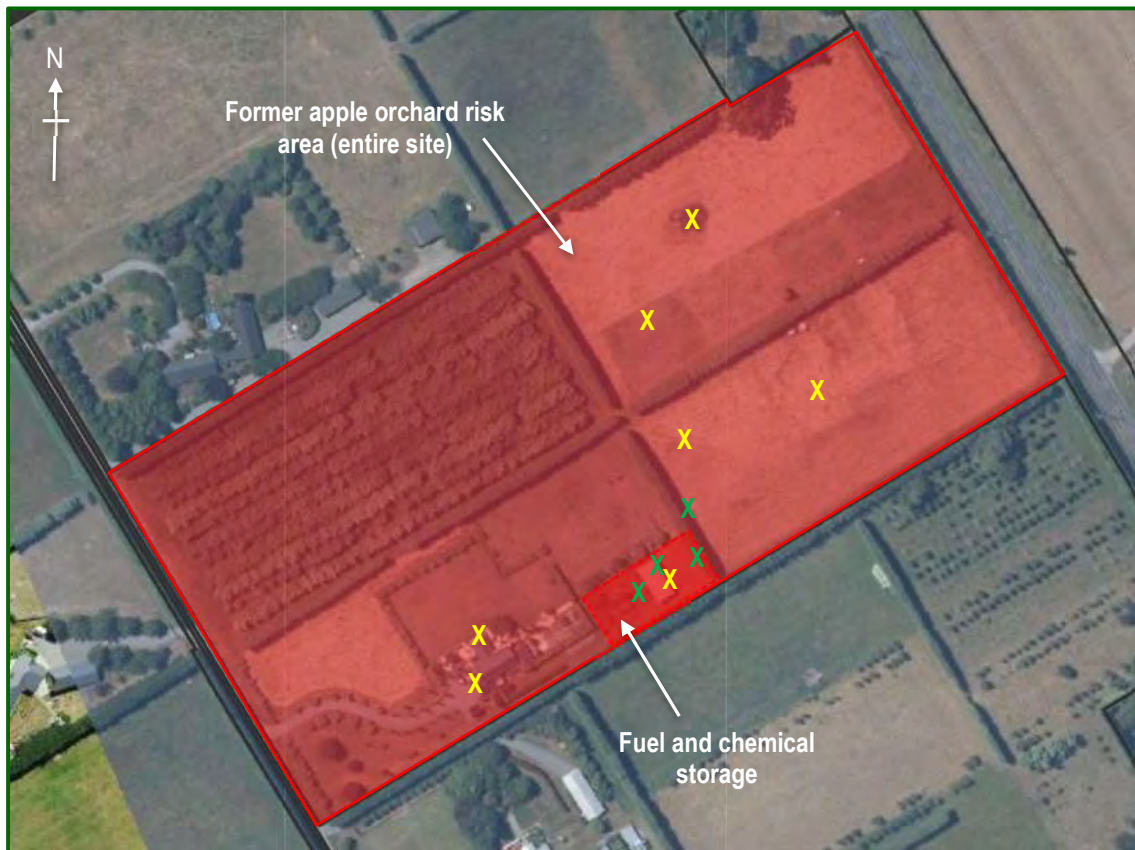 N
Former apple orchard risk
area (entire site)
X
X
X
X
X
X
X
X
X
X
X
Fuel and chemical
storage